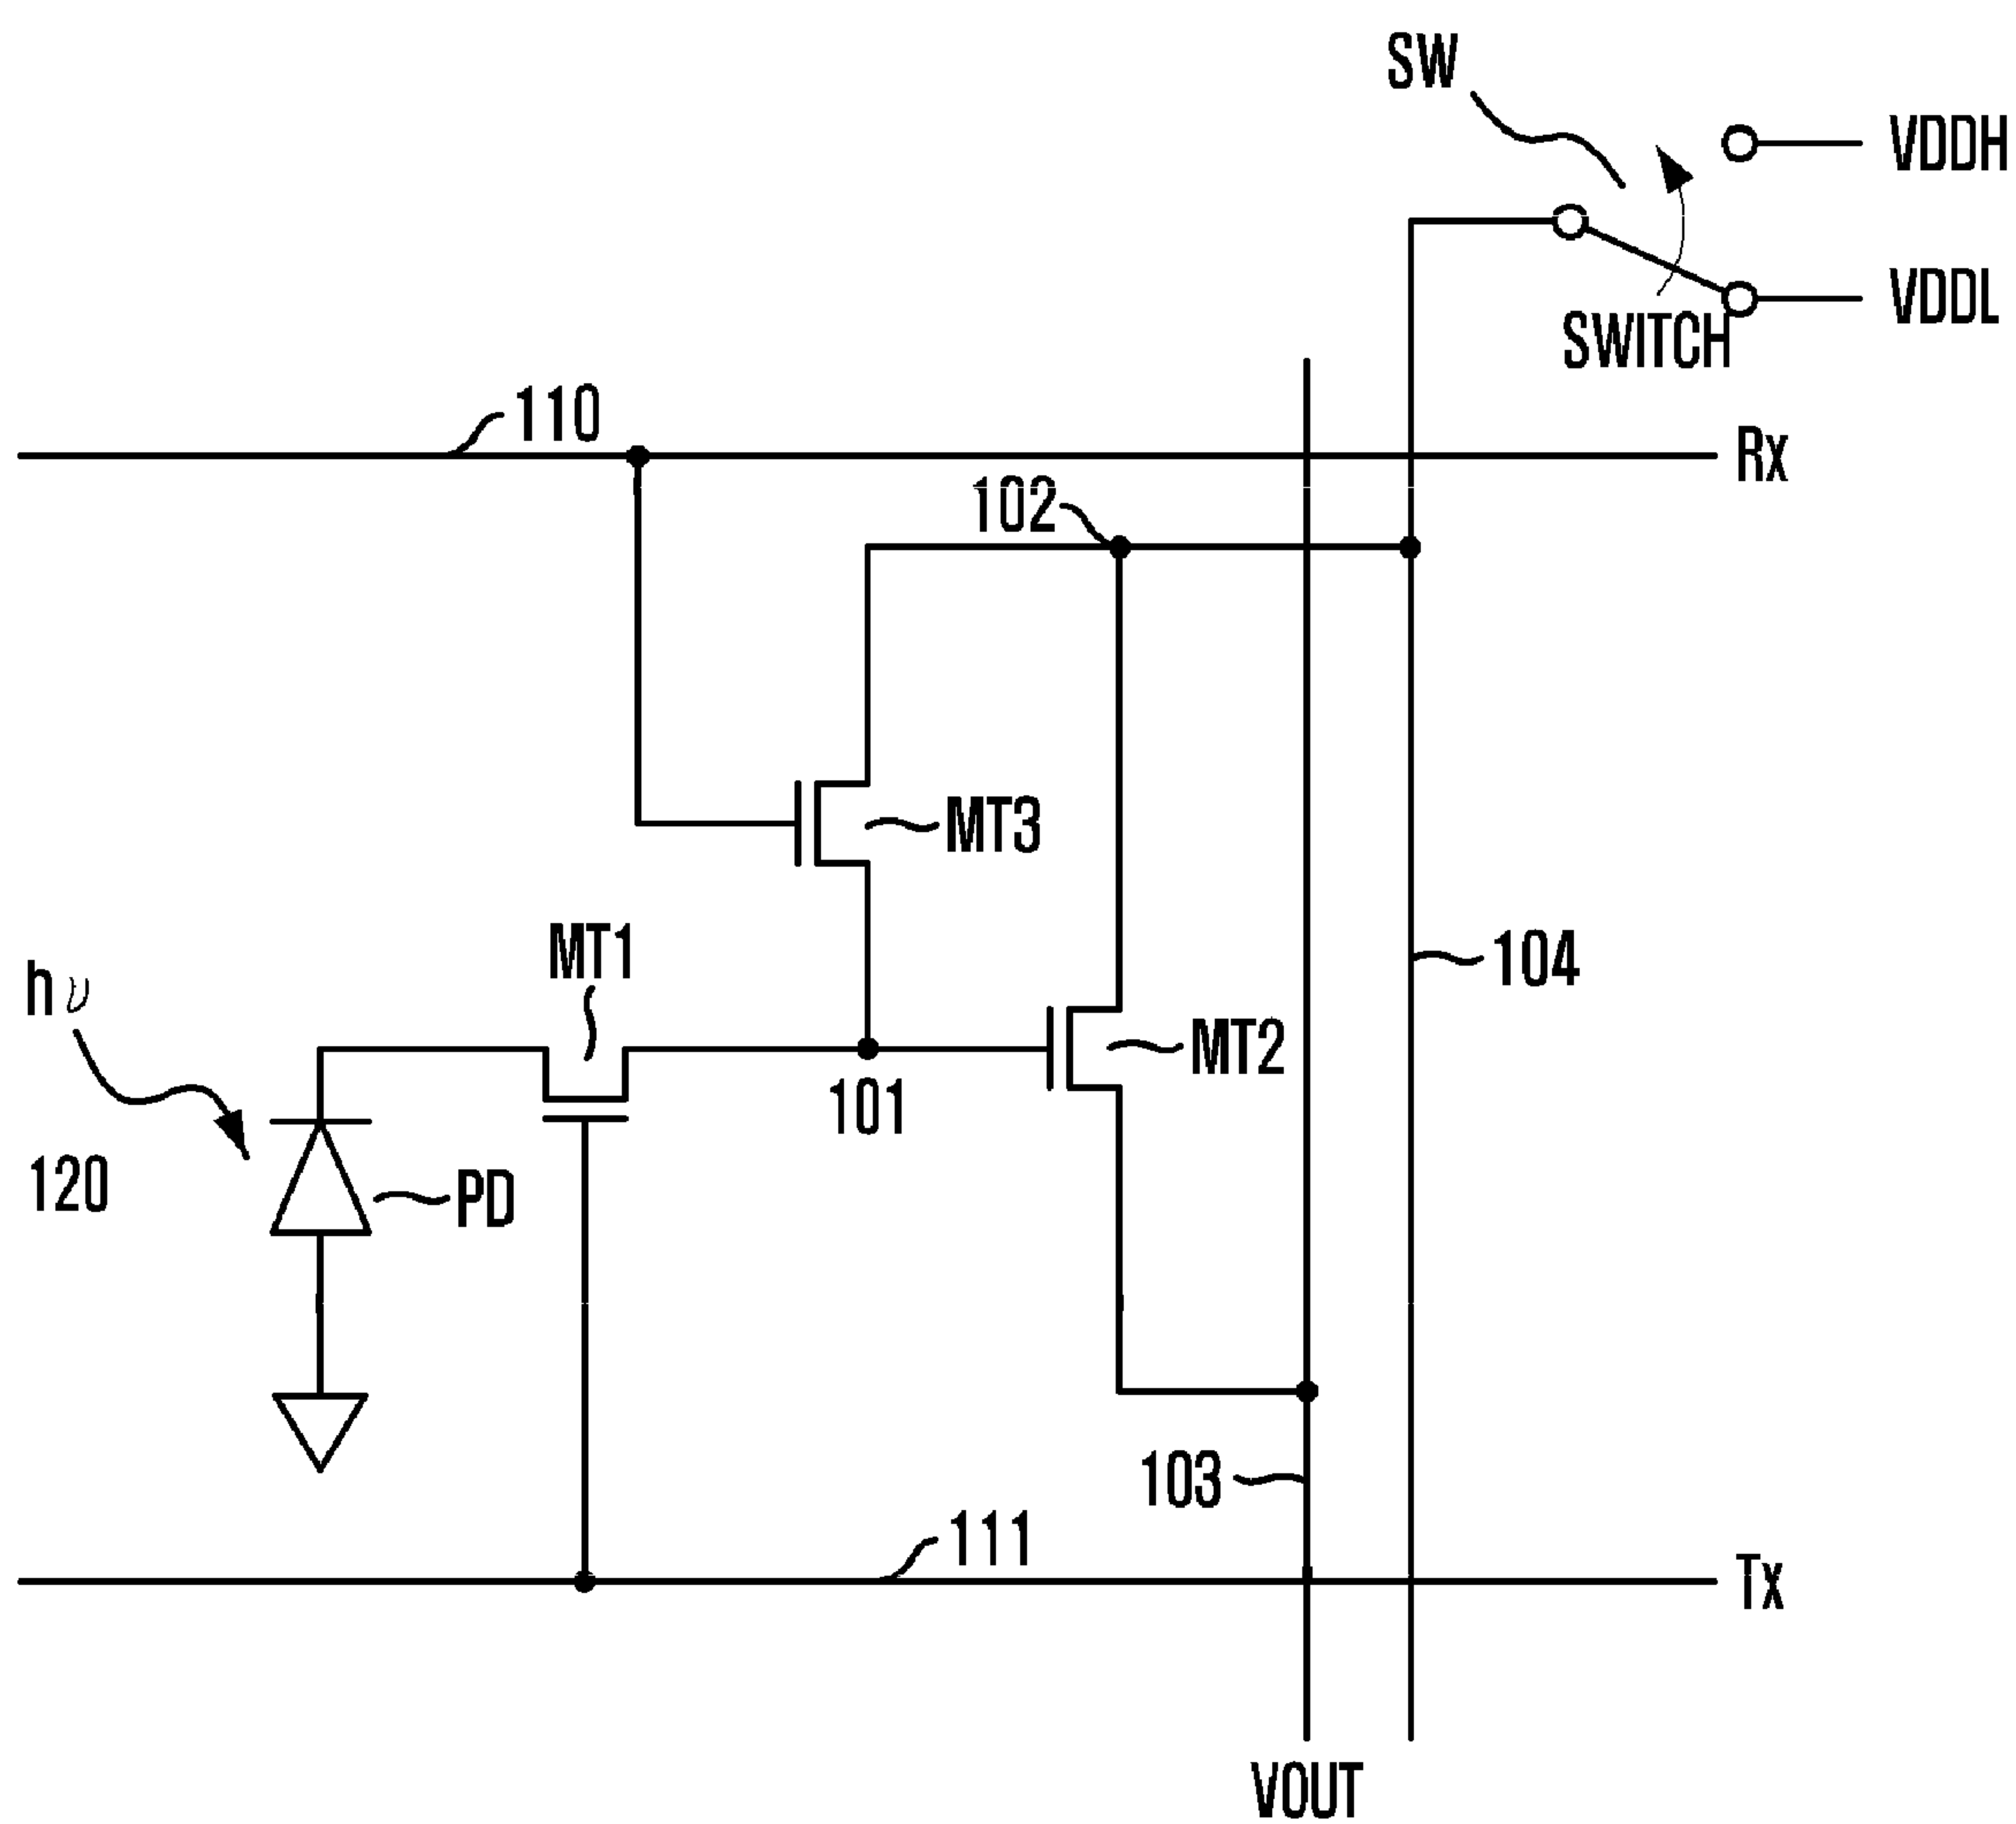 SW
VDDH
VDDL
SWITCH
110
Rx
102
MT3
MT1
104
hν
MT2
101
120
PD
103
111
Tx
VOUT